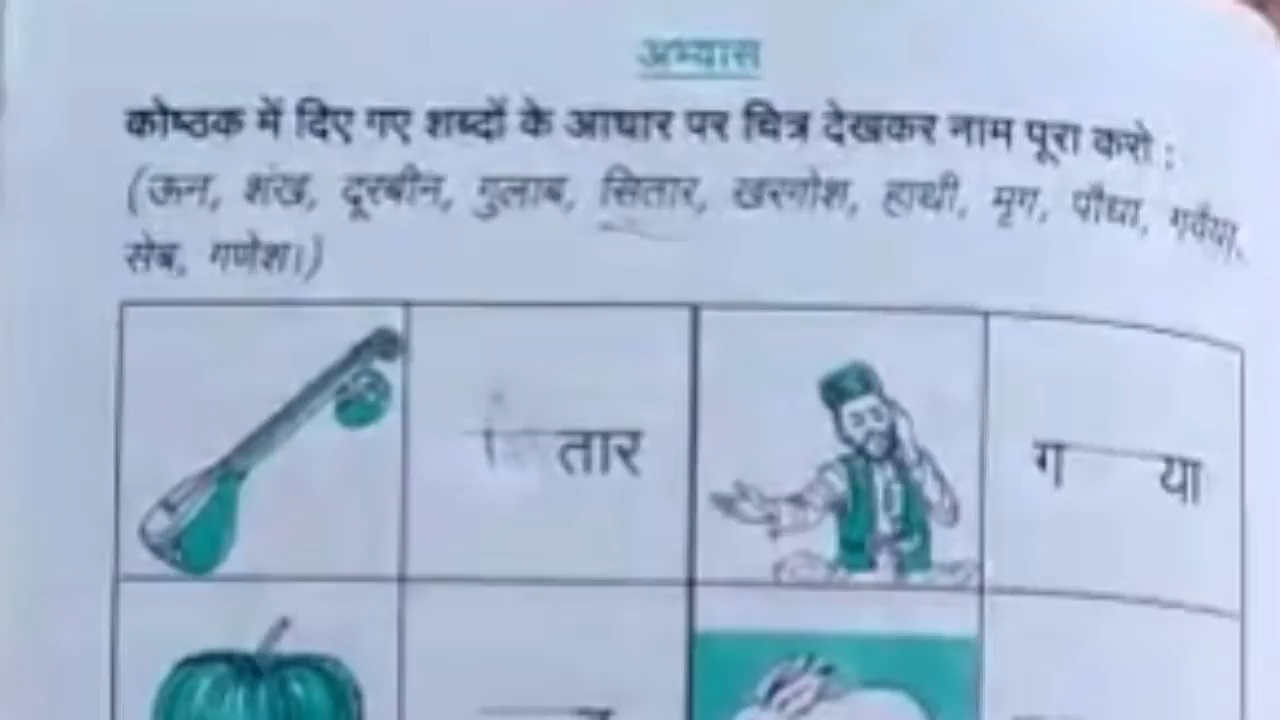 अभ्यास
कोष्ठक में दिए गए शब्दों के आधार पर चित्र देखकर नाम पूरा करो :
(ऊन, शंख, दूरबीन, गुलाब, सितार, खरगोश, हाथी, मृग, पौधा, गवैया,
सेब, गणेश।)
तार
ग या